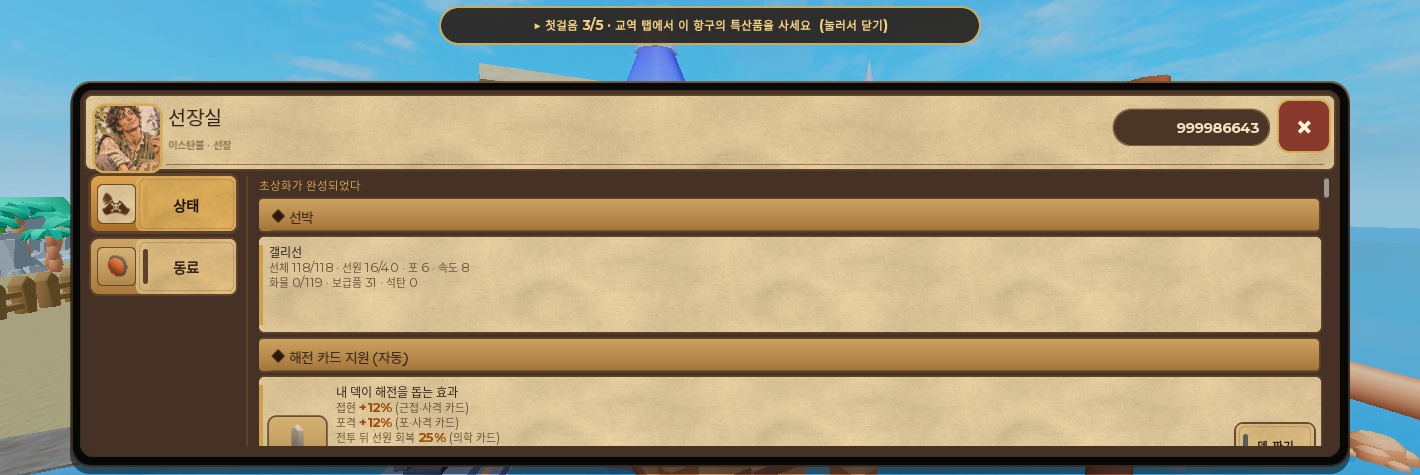 ▸ 첫걸음 3/5 · 교역 탭에서 이 항구의 특산품을 사세요 (눌러서 닫기)
선장실
이스탄불 · 선장
999986643
×
상태
동료
초상화가 완성되었다
◆ 선박
갤리선
선체 118/118 · 선원 16/40 · 포 6 · 속도 8
화물 0/119 · 보급품 31 · 석탄 0
◆ 해전 카드 지원 (자동)
내 덱이 해전을 돕는 효과
접현 +12% (근접·사격 카드)
포격 +12% (포·사격 카드)
전투 뒤 선원 회복 25% (의학 카드)
덱 짜기